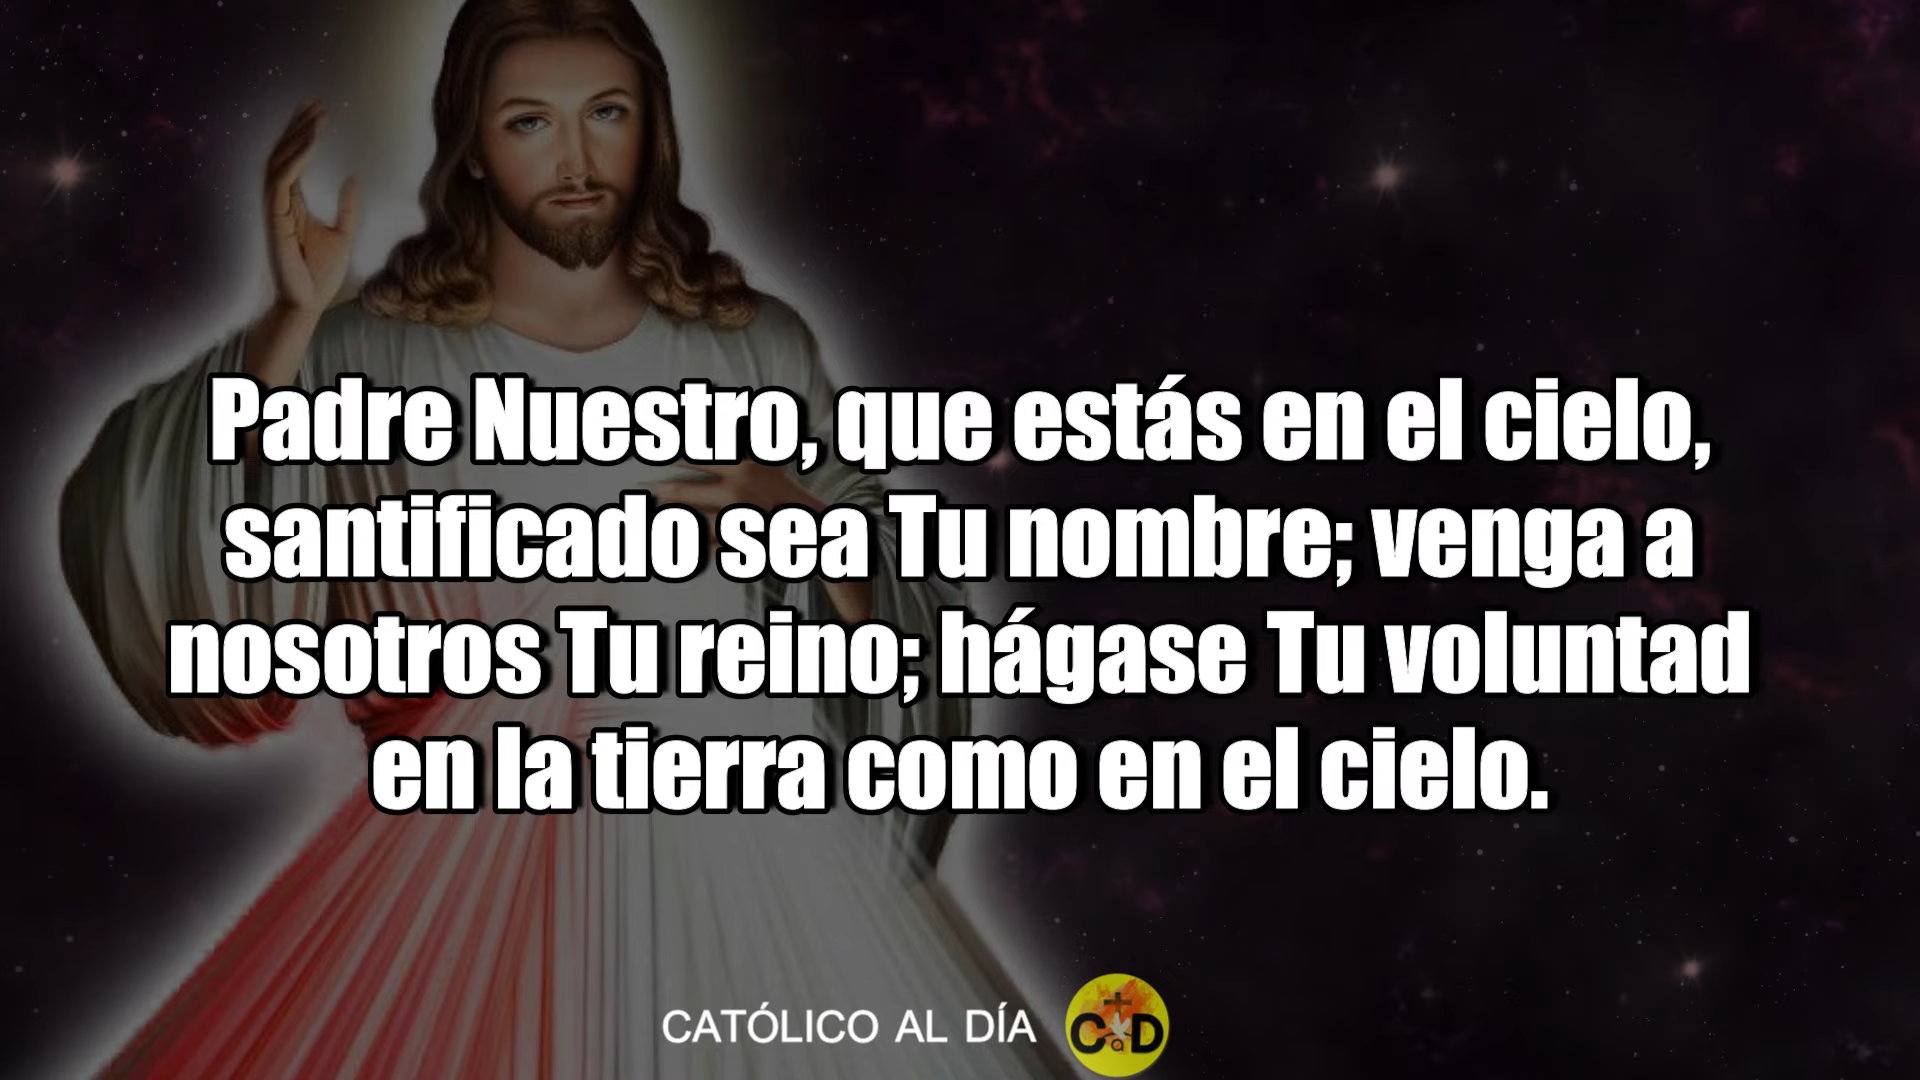 Padre Nuestro, que estás en el cielo,
santificado sea Tu nombre; venga a
nosotros Tu reino; hágase Tu voluntad
en la tierra como en el cielo.
CATÓLICO AL DÍA
CaD